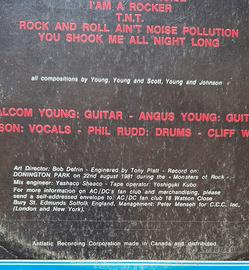 I'M A ROCKER
T.N.T.
ROCK AND ROLL AIN'T NOISE POLLUTION
YOU SHOOK ME ALL NIGHT LONG
all compositions by Young, Young and Scott, Young and Johnson
ALCOM YOUNG: GUITAR - ANGUS YOUNG: GUIT
SON: VOCALS - PHIL RUDD: DRUMS - CLIFF W
Art Director: Bob Defrin - Enginered by Tony Platt - Record on:
DONINGTON PARK on 22nd august 1981 during the - Monsters of Rock -
Mix engineer: Yashaco Sbaaco - Tape operator: Yoshiguki Kubo
For more information on AC/DC's fan club and merchandising, please
send a self-addressed envelope to: AC/DC fan club 18 Watson Close
Bury St. Edmunds Suffolk England. Management: Peter Mensch for C.C.C. Inc,
(London and New York).
Antiatic Recording Corporation made in Canada and distributed